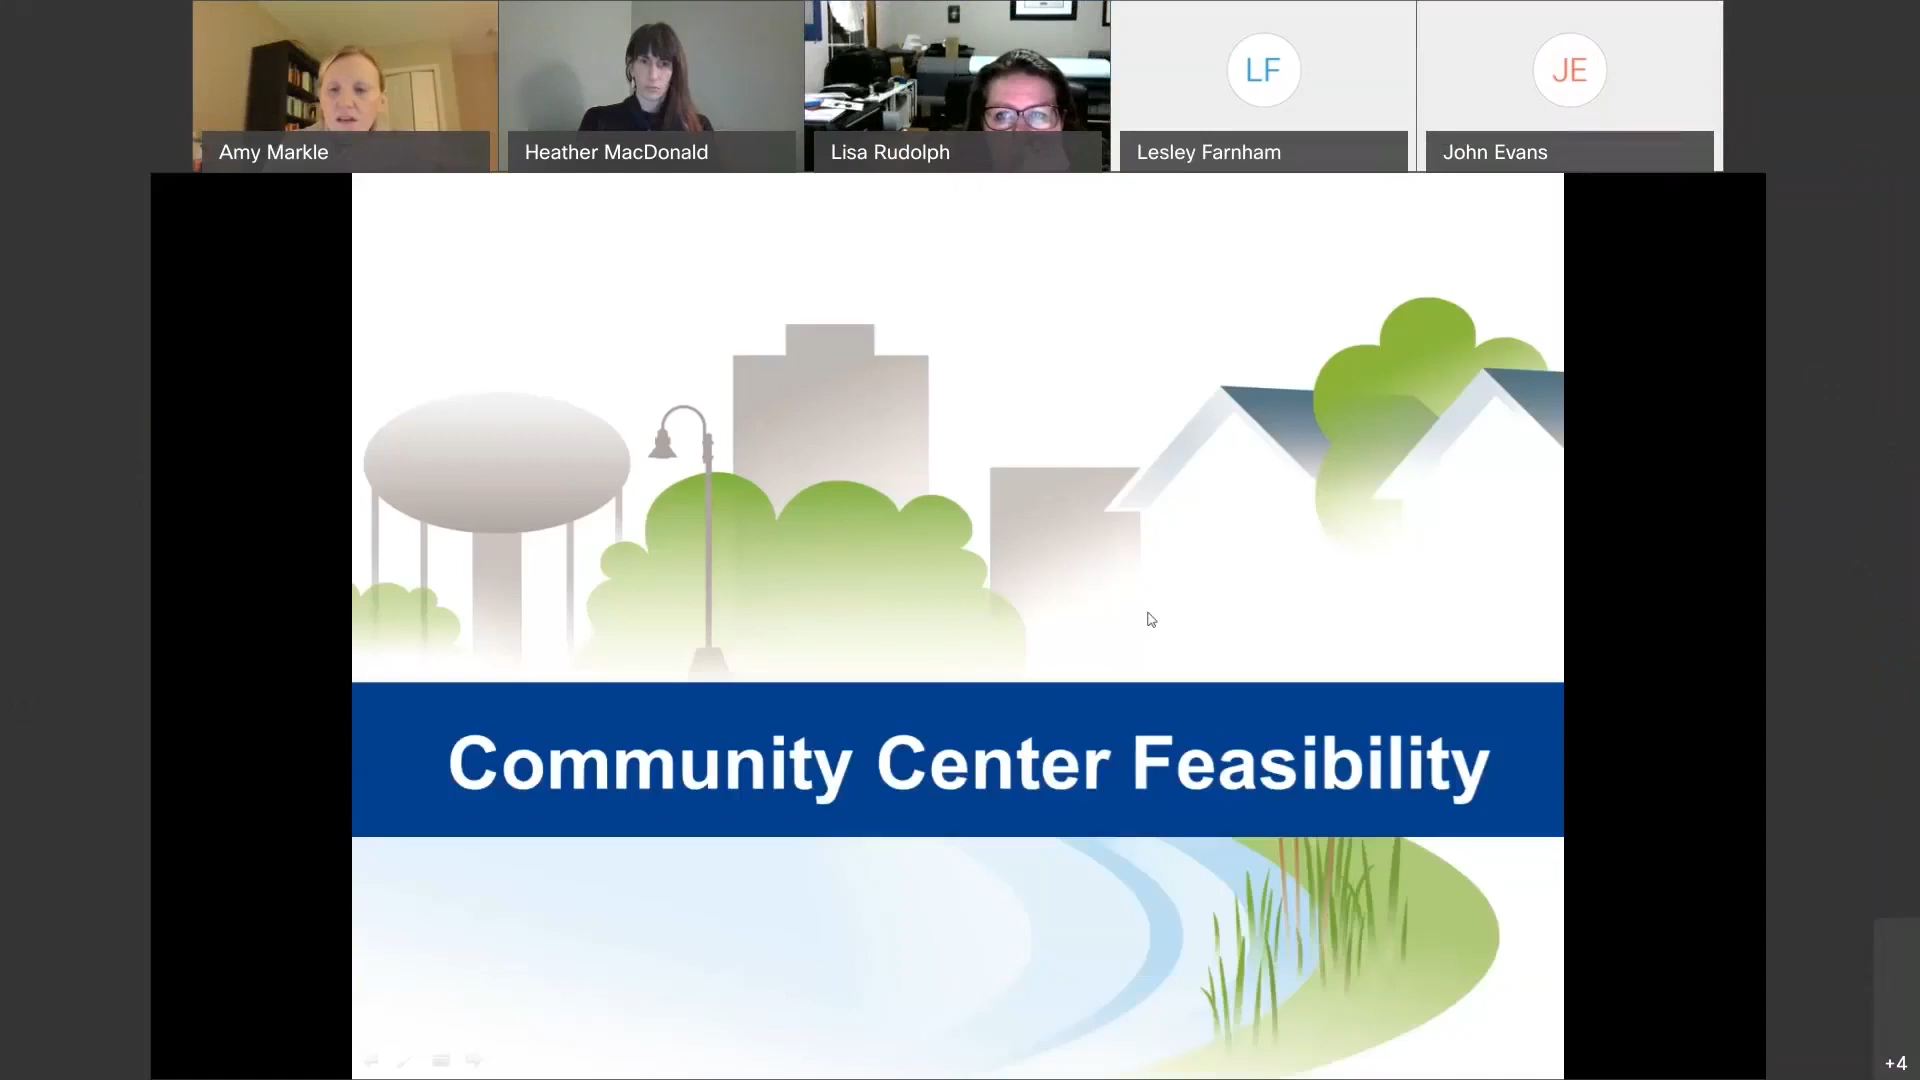 Amy Markle
Heather MacDonald
Lisa Rudolph
LF
Lesley Farnham
JE
John Evans
Community Center Feasibility
+4